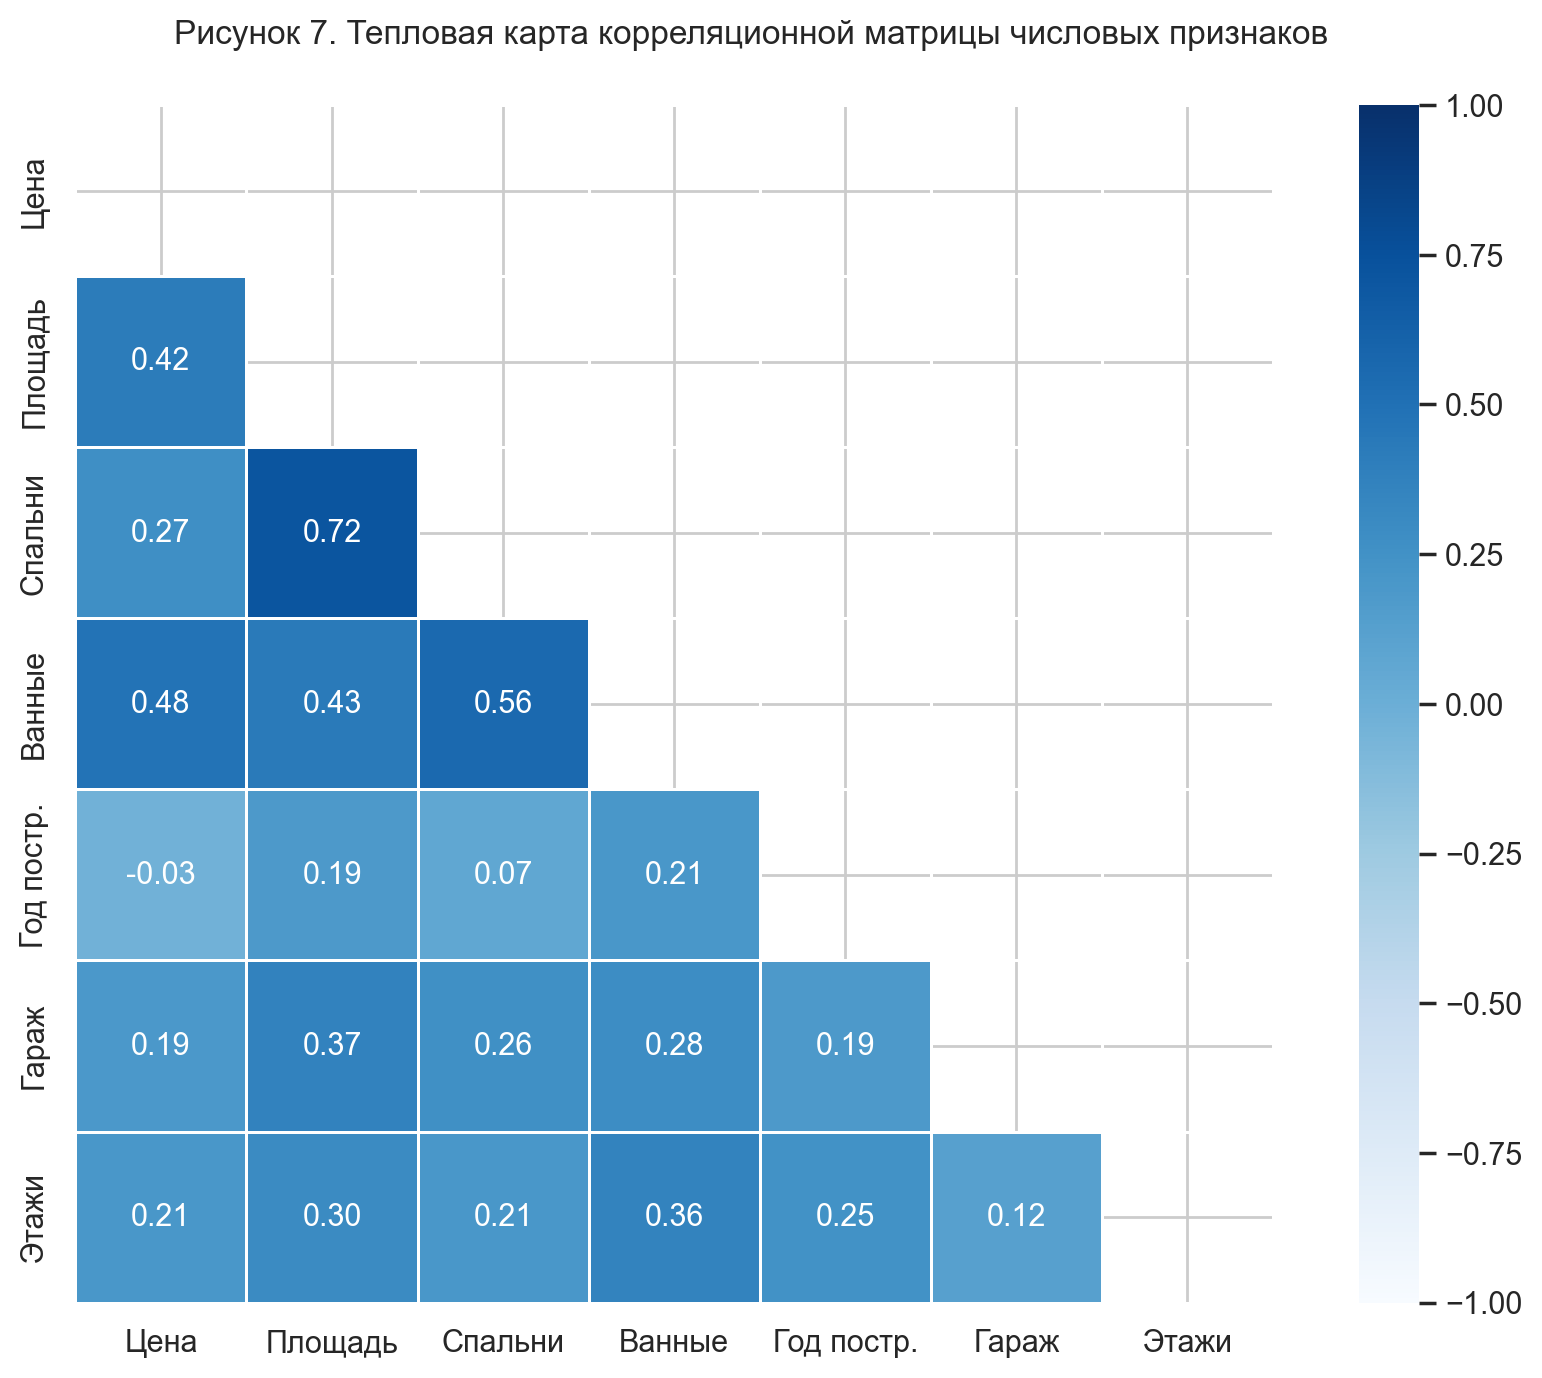 Рисунок 7. Тепловая карта корреляционной матрицы числовых признаков
Цена
Площадь 0.42
Спальни 0.27 0.72
Ванные 0.48 0.43 0.56
Год постр. -0.03 0.19 0.07 0.21
Гараж 0.19 0.37 0.26 0.28 0.19
Этажи 0.21 0.30 0.21 0.36 0.25 0.12
Цена Площадь Спальни Ванные Год постр. Гараж Этажи
1.00
0.75
0.50
0.25
0.00
−0.25
−0.50
−0.75
−1.00